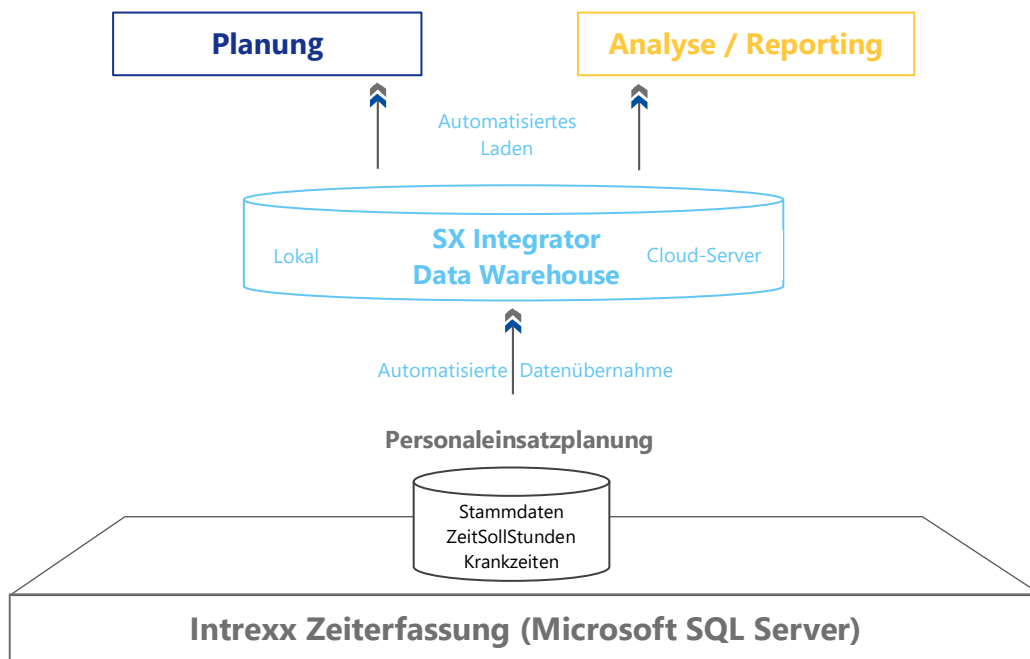 Planung
Analyse / Reporting
Automatisiertes
Laden
SX Integrator
Data Warehouse
Lokal
Cloud-Server
Automatisierte Datenübernahme
Personaleinsatzplanung
Stammdaten
ZeitSollStunden
Krankzeiten
Intrexx Zeiterfassung (Microsoft SQL Server)